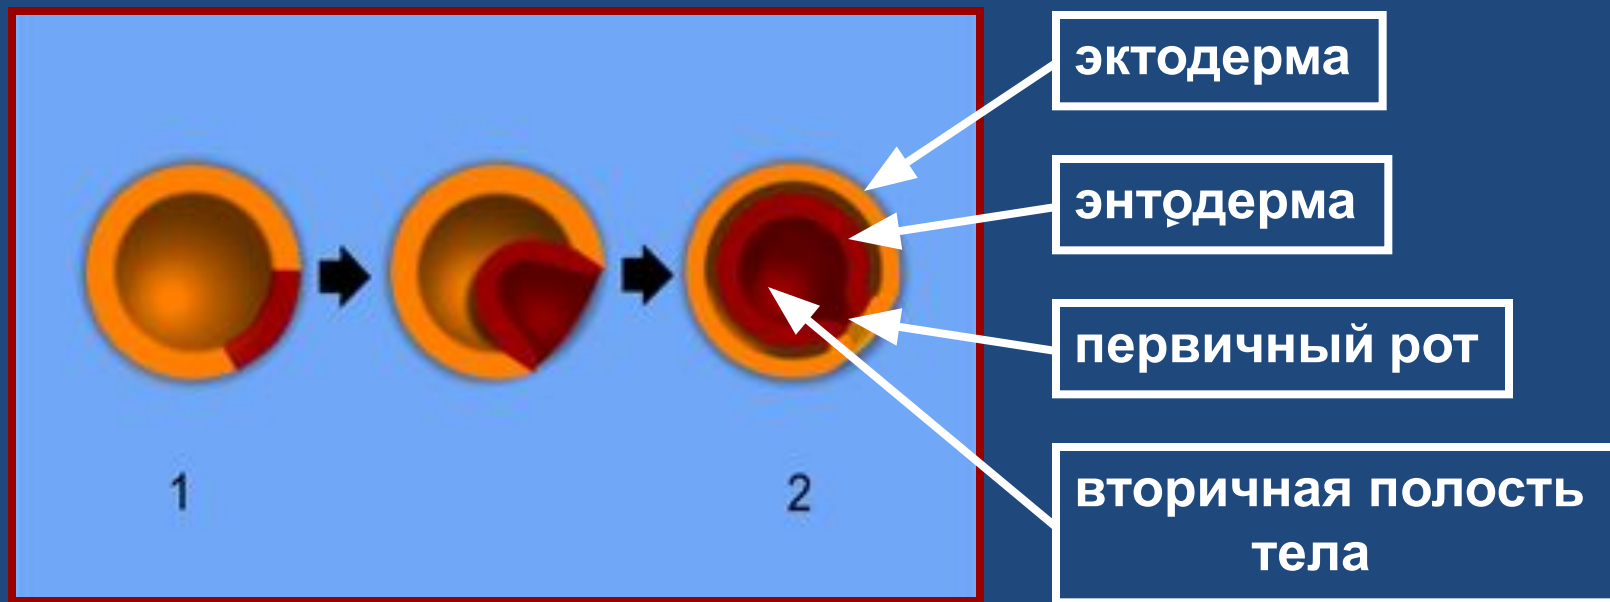 эктодерма
энтодерма
первичный рот
вторичная полость
тела
1
2